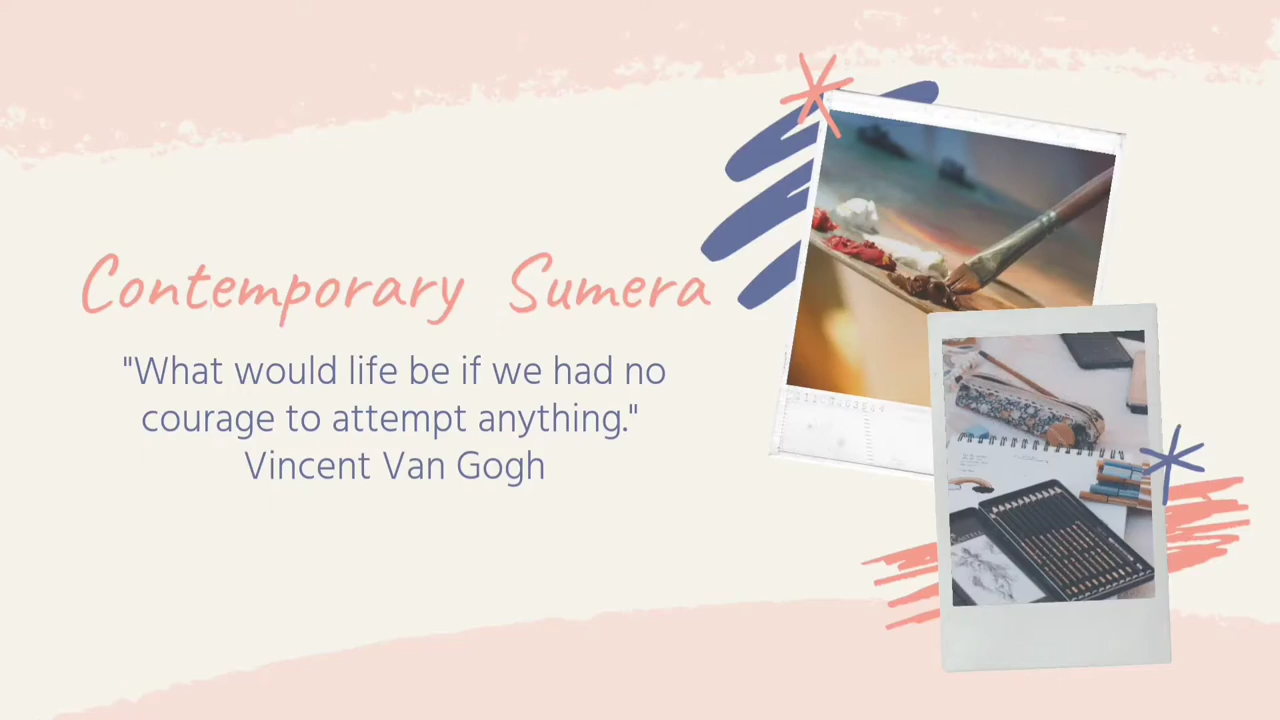 Contemporary Sumera
"What would life be if we had no
courage to attempt anything."
Vincent Van Gogh